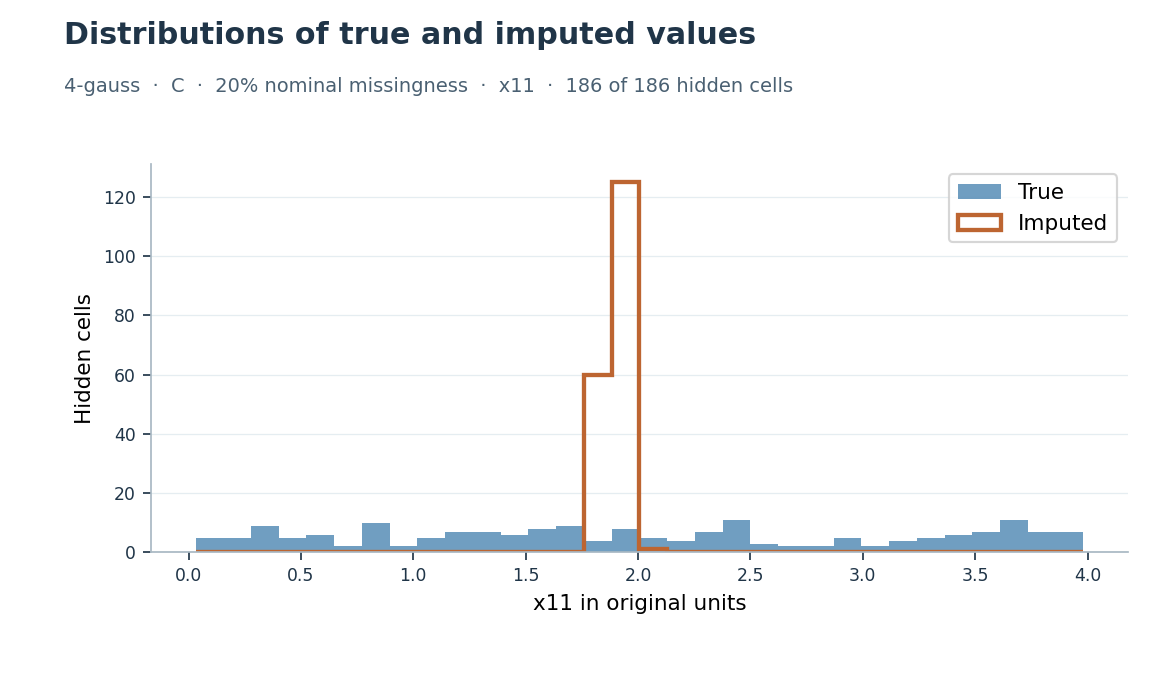 Distributions of true and imputed values
4-gauss · C · 20% nominal missingness · x11 · 186 of 186 hidden cells
True
Imputed
Hidden cells
120
100
80
60
40
20
0
0.0 0.5 1.0 1.5 2.0 2.5 3.0 3.5 4.0
x11 in original units